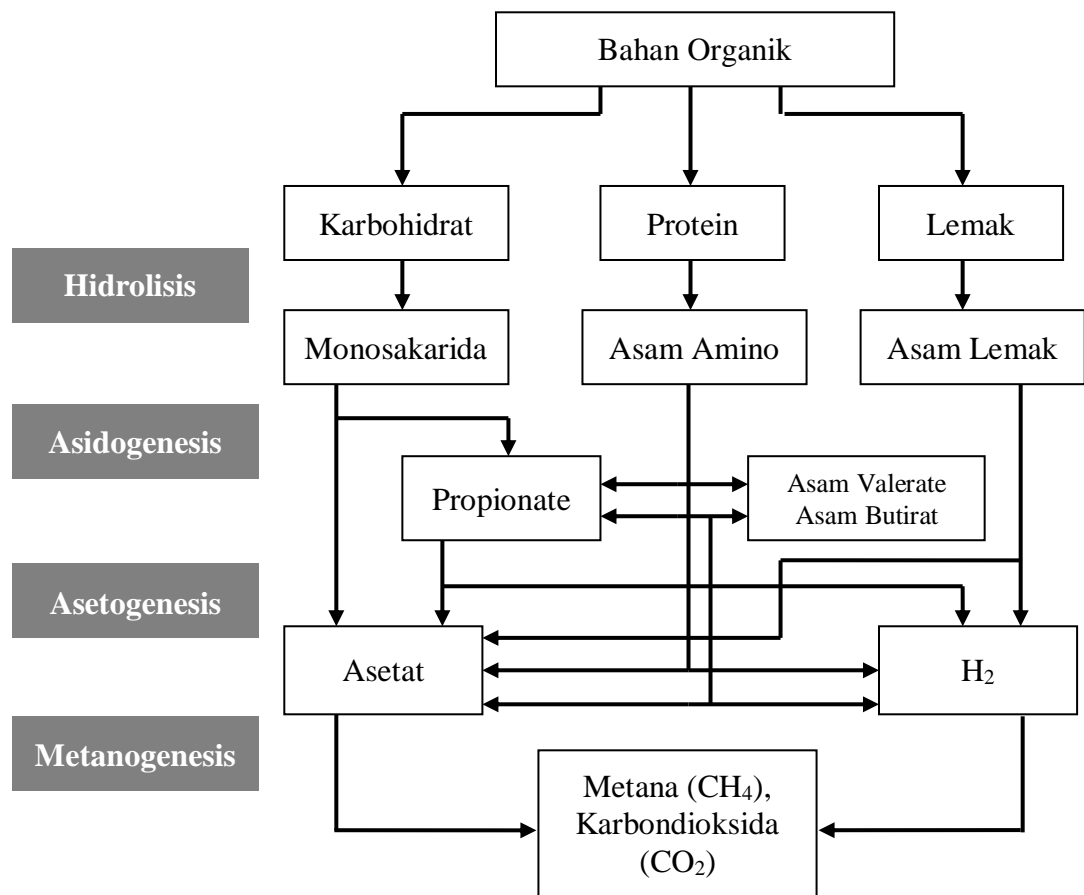 Bahan Organik
Karbohidrat
Protein
Lemak
Hidrolisis
Monosakarida
Asam Amino
Asam Lemak
Asidogenesis
Propionate
Asam Valerate
Asam Butirat
Asetogenesis
Asetat
H₂
Metanogenesis
Metana (CH₄),
Karbondioksida
(CO₂)